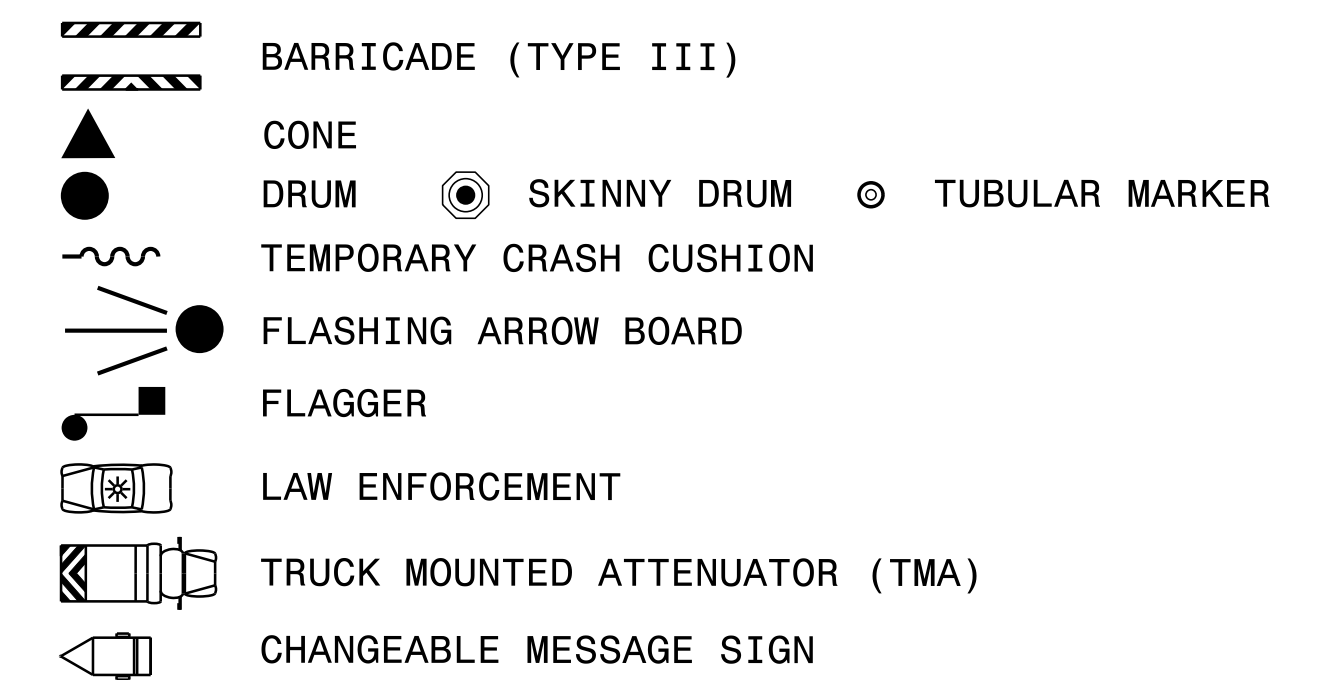 BARRICADE (TYPE III)
CONE
DRUM SKINNY DRUM TUBULAR MARKER
TEMPORARY CRASH CUSHION
FLASHING ARROW BOARD
FLAGGER
LAW ENFORCEMENT
TRUCK MOUNTED ATTENUATOR (TMA)
CHANGEABLE MESSAGE SIGN